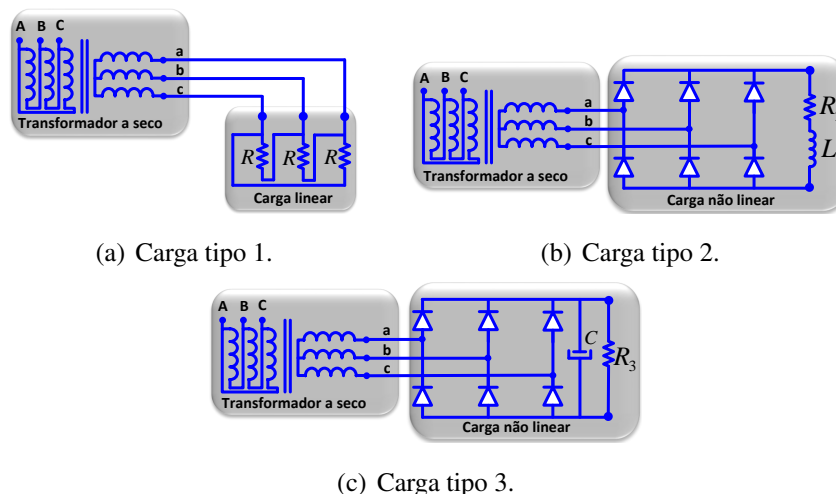 A B C
a
b
c
Transformador a seco
R R R
Carga linear
(a) Carga tipo 1.
A B C
a
b
c
Transformador a seco
R
L
Carga não linear
(b) Carga tipo 2.
A B C
a
b
c
Transformador a seco
C
R3
Carga não linear
(c) Carga tipo 3.